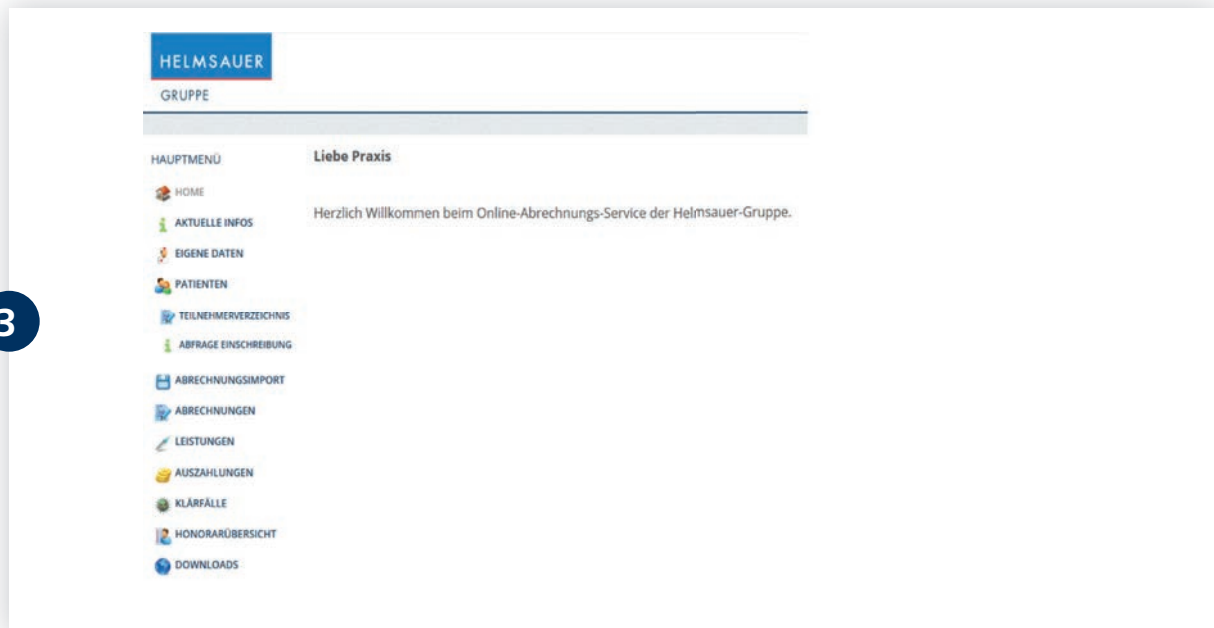 HELMSAUER
GRUPPE
HAUPTMENÜ
HOME
AKTUELLE INFOS
EIGENE DATEN
PATIENTEN
TEILNEHMERVERZEICHNIS
ABFRAGE EINSCHREIBUNG
ABRECHNUNGSIMPORT
ABRECHNUNGEN
LEISTUNGEN
AUSZAHLUNGEN
KLÄRFÄLLE
HONORARÜBERSICHT
DOWNLOADS
Liebe Praxis
Herzlich Willkommen beim Online-Abrechnungs-Service der Helmsauer-Gruppe.
3